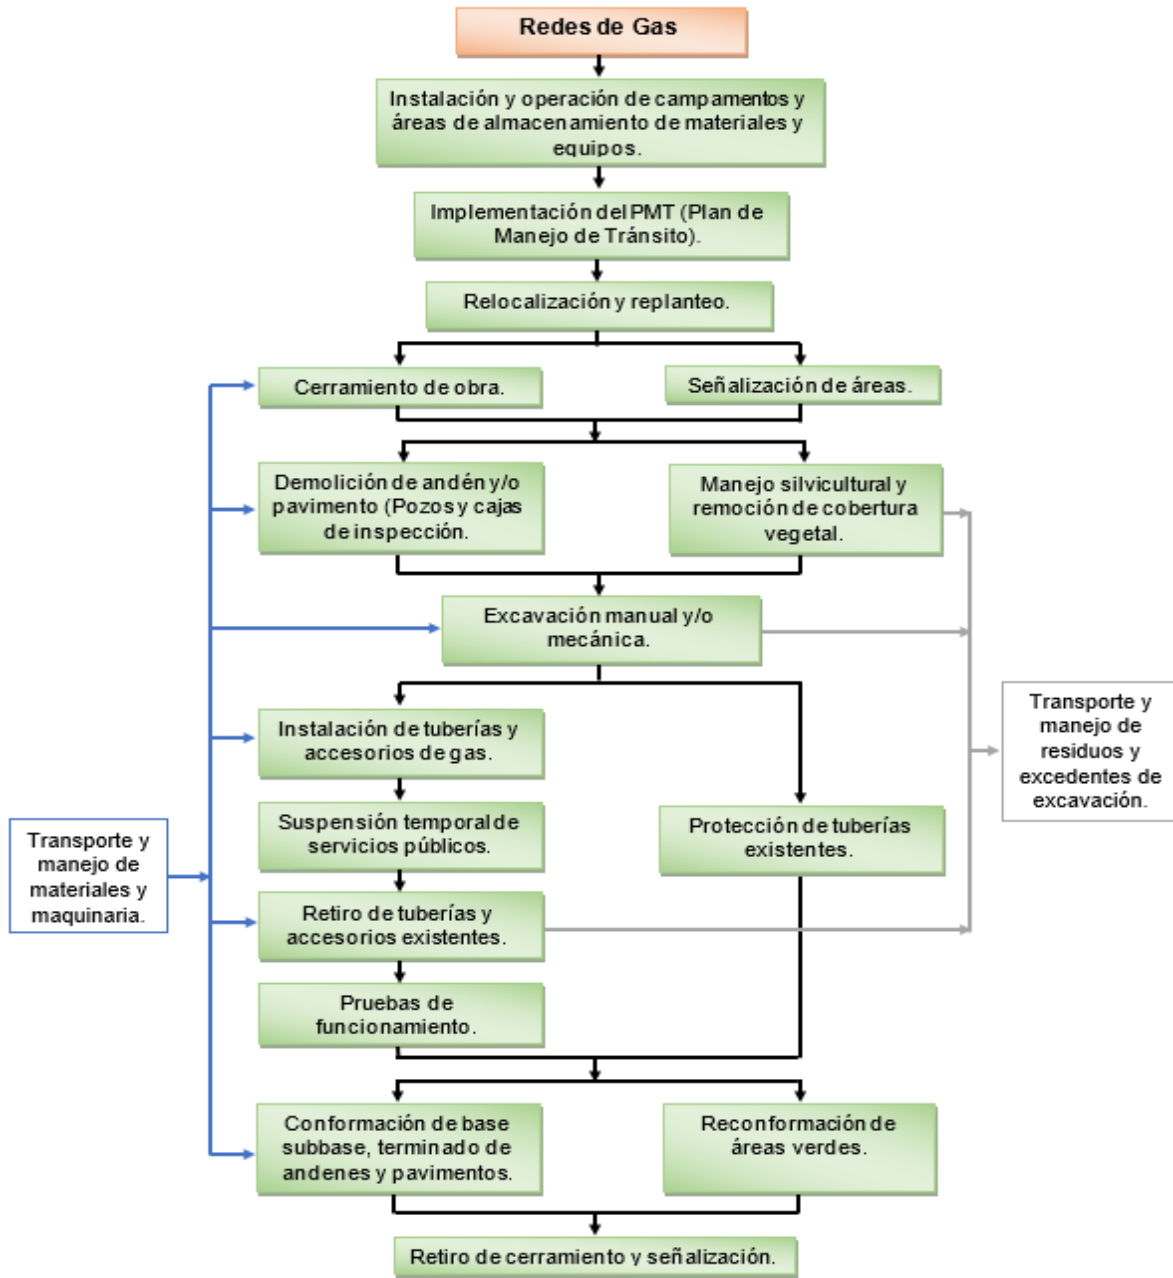 Redes de Gas
Instalación y operación de campamentos y
áreas de almacenamiento de materiales y
equipos.
Implementación del PMT (Plan de
Manejo de Tránsito).
Relocalización y replanteo.
Cerramiento de obra.
Señalización de áreas.
Demolición de andén y/o
pavimento (Pozos y cajas
de inspección.
Manejo silvicultural y
remoción de cobertura
vegetal.
Excavación manual y/o
mecánica.
Instalación de tuberías y
accesorios de gas.
Suspensión temporal de
servicios públicos.
Protección de tuberías
existentes.
Retiro de tuberías y
accesorios existentes.
Pruebas de
funcionamiento.
Transporte y
manejo de
materiales y
maquinaria.
Transporte y
manejo de
residuos y
excedentes de
excavación.
Conformación de base
subbase, terminado de
andenes y pavimentos.
Reconformación de
áreas verdes.
Retiro de cerramiento y señalización.